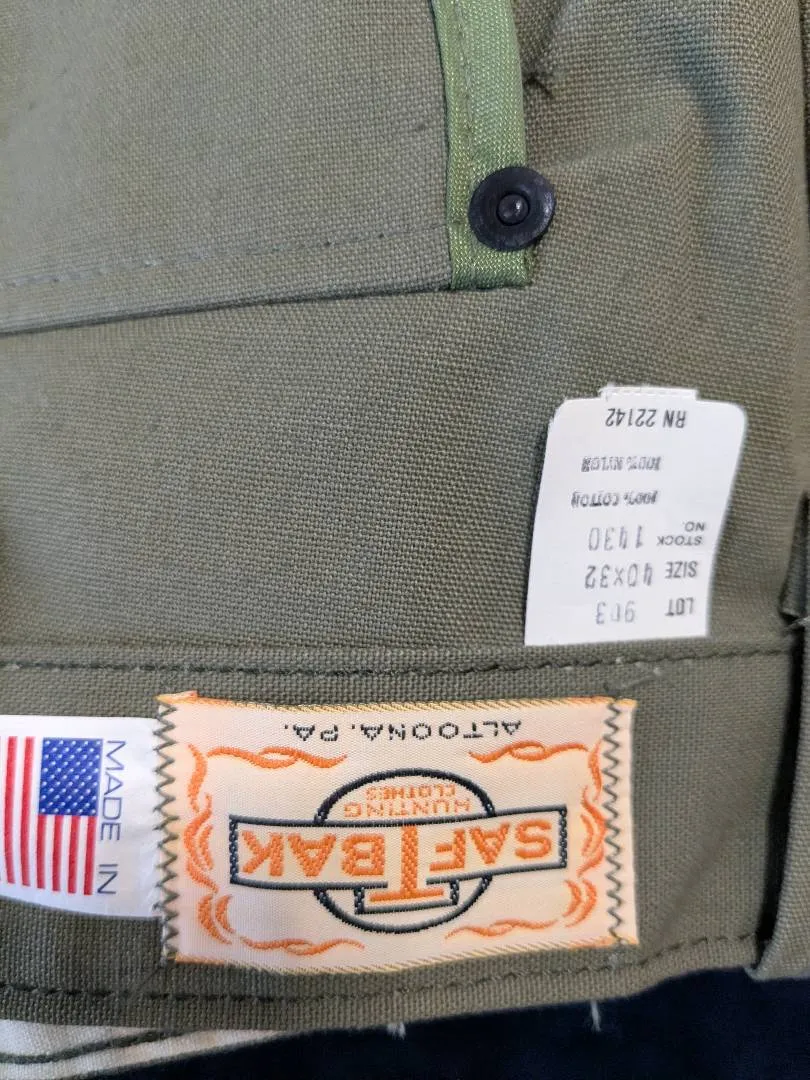 SAFTBAK
HUNTING
CLOTHES
ALTOONA, PA.
MADE IN
LOT 903
SIZE 40X32
STOCK NO. 1430
100% COTTON
100% NYLON
RN 22142